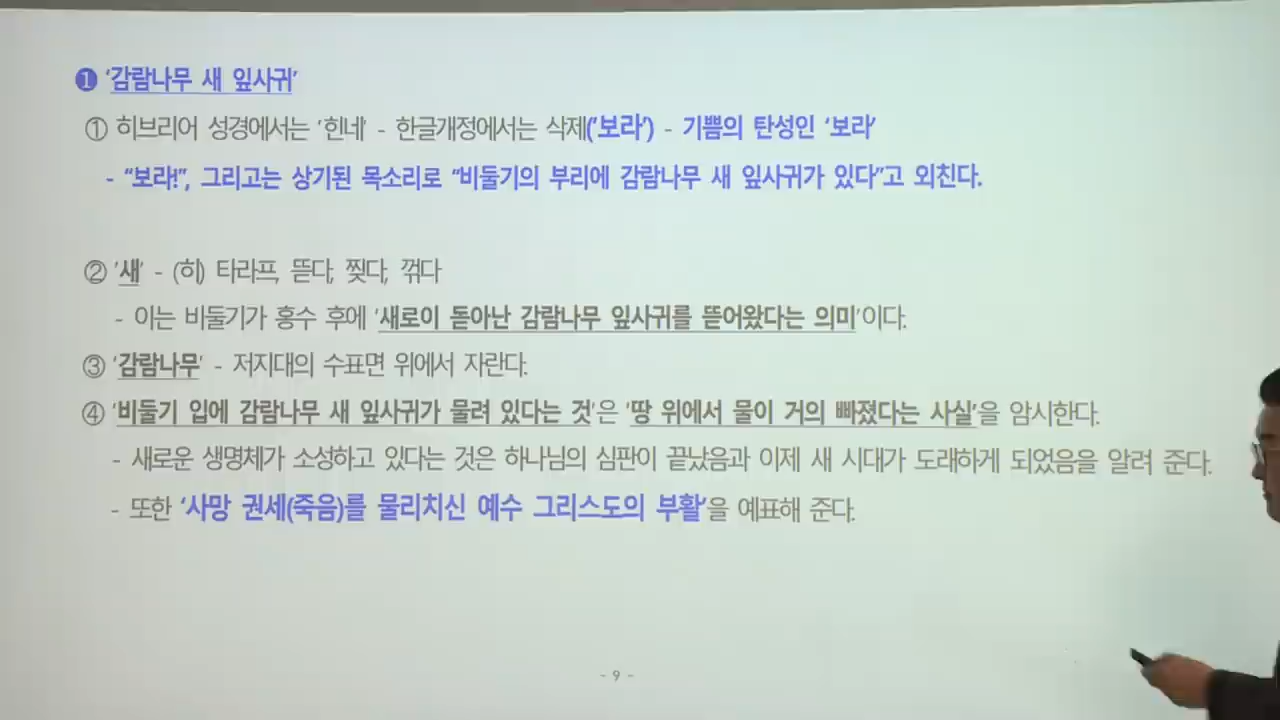 ❶ ‘감람나무 새 잎사귀’
① 히브리어 성경에서는 '힌네' - 한글개정에서는 삭제('보라') - 기쁨의 탄성인 ‘보라’
- “보라!”, 그리고는 상기된 목소리로 “비둘기의 부리에 감람나무 새 잎사귀가 있다”고 외친다.
② '새' - (히) 타라프, 뜯다, 찢다, 꺾다
- 이는 비둘기가 홍수 후에 '새로이 돋아난 감람나무 잎사귀를 뜯어왔다는 의미'이다.
③ '감람나무' - 저지대의 수표면 위에서 자란다.
④ '비둘기 입에 감람나무 새 잎사귀가 물려 있다는 것'은 '땅 위에서 물이 거의 빠졌다는 사실'을 암시한다.
- 새로운 생명체가 소성하고 있다는 것은 하나님의 심판이 끝났음과 이제 새 시대가 도래하게 되었음을 알려 준다.
- 또한 ‘사망 권세(죽음)를 물리치신 예수 그리스도의 부활’을 예표해 준다.
- 9 -